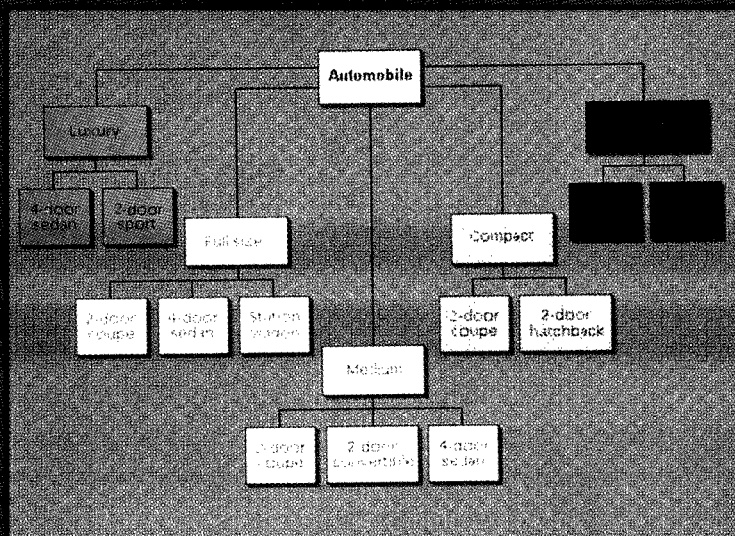 Automobile
Luxury
4-door
sedan
2-door
sport
Full size
Compact
2-door
coupe
4-door
sedan
Station
wagon
2-door
coupe
2-door
hatchback
Medium
2-door
coupe
2-door
convertible
4-door
sedan